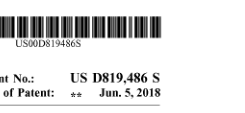 US00D819486S
nt No.: US D819,486 S
of Patent: ** Jun. 5, 2018